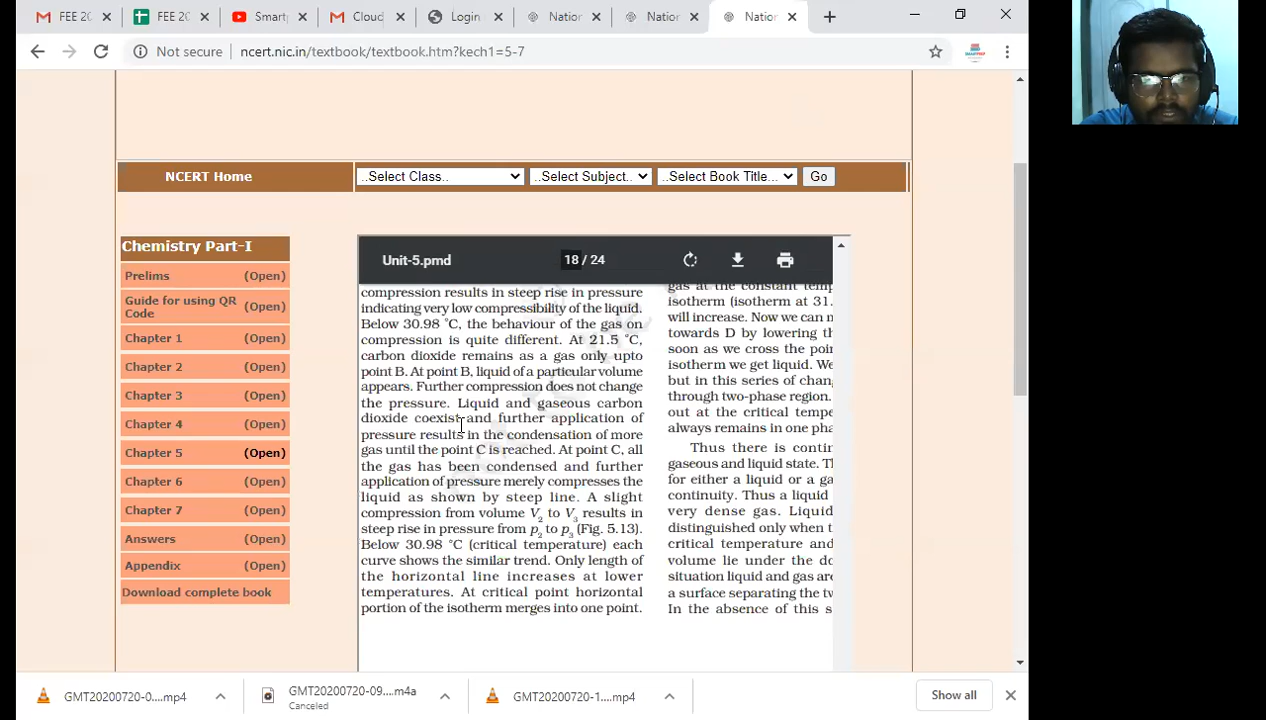 FEE 20
FEE 20
Smartp
Cloud
Login
Nation
Nation
Nation
Not secure
ncert.nic.in/textbook/textbook.htm?kech1=5-7
NCERT Home
..Select Class..
..Select Subject..
..Select Book Title...
Go
Chemistry Part-I
Prelims (Open)
Guide for using QR
Code (Open)
Chapter 1 (Open)
Chapter 2 (Open)
Chapter 3 (Open)
Chapter 4 (Open)
Chapter 5 (Open)
Chapter 6 (Open)
Chapter 7 (Open)
Answers (Open)
Appendix (Open)
Download complete book
Unit-5.pmd
18 / 24
compression results in steep rise in pressure
indicating very low compressibility of the liquid.
Below 30.98 °C, the behaviour of the gas on
compression is quite different. At 21.5 °C,
carbon dioxide remains as a gas only upto
point B. At point B, liquid of a particular volume
appears. Further compression does not change
the pressure. Liquid and gaseous carbon
dioxide coexist and further application of
pressure results in the condensation of more
gas until the point C is reached. At point C, all
the gas has been condensed and further
application of pressure merely compresses the
liquid as shown by steep line. A slight
compression from volume V2 to V3 results in
steep rise in pressure from p2 to p3 (Fig. 5.13).
Below 30.98 °C (critical temperature) each
curve shows the similar trend. Only length of
the horizontal line increases at lower
temperatures. At critical point horizontal
portion of the isotherm merges into one point.
gas at the constant temp
isotherm (isotherm at 31.
will increase. Now we can m
towards D by lowering th
soon as we cross the poin
isotherm we get liquid. We
but in this series of chan
through two-phase region.
out at the critical tempe
always remains in one pha
Thus there is contin
gaseous and liquid state. Th
for either a liquid or a ga
continuity. Thus a liquid
very dense gas. Liquid
distinguished only when t
critical temperature and
volume lie under the do
situation liquid and gas are
a surface separating the tw
In the absence of this s
GMT20200720-0....mp4
GMT20200720-09....m4a
Canceled
GMT20200720-1....mp4
Show all